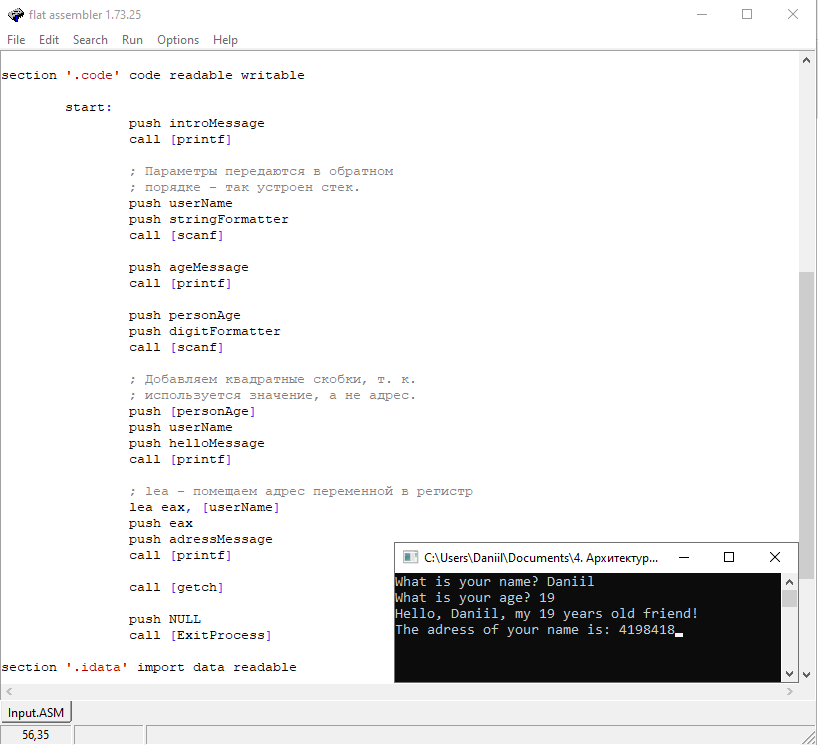 flat assembler 1.73.25
File Edit Search Run Options Help
section '.code' code readable writable
start:
push introMessage
call [printf]
; Параметры передаются в обратном
; порядке - так устроен стек.
push userName
push stringFormatter
call [scanf]
push ageMessage
call [printf]
push personAge
push digitFormatter
call [scanf]
; Добавляем квадратные скобки, т. к.
; используется значение, а не адрес.
push [personAge]
push userName
push helloMessage
call [printf]
; lea - помещаем адрес переменной в регистр
lea eax, [userName]
push eax
push adressMessage
call [printf]
call [getch]
push NULL
call [ExitProcess]
section '.idata' import data readable
C:\Users\Daniil\Documents\4. Архитектур...
What is your name? Daniil
What is your age? 19
Hello, Daniil, my 19 years old friend!
The adress of your name is: 4198418
Input.ASM
56,35